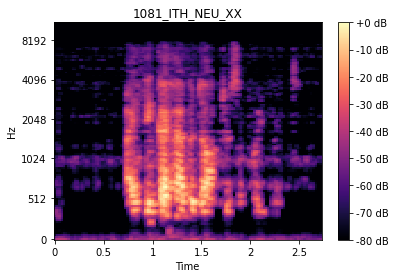 1081_ITH_NEU_XX
+0 dB
8192
-10 dB
4096
-20 dB
-30 dB
2048
Hz
-40 dB
1024
-50 dB
512
-60 dB
-70 dB
0
-80 dB
0 0.5 1 1.5 2 2.5
Time